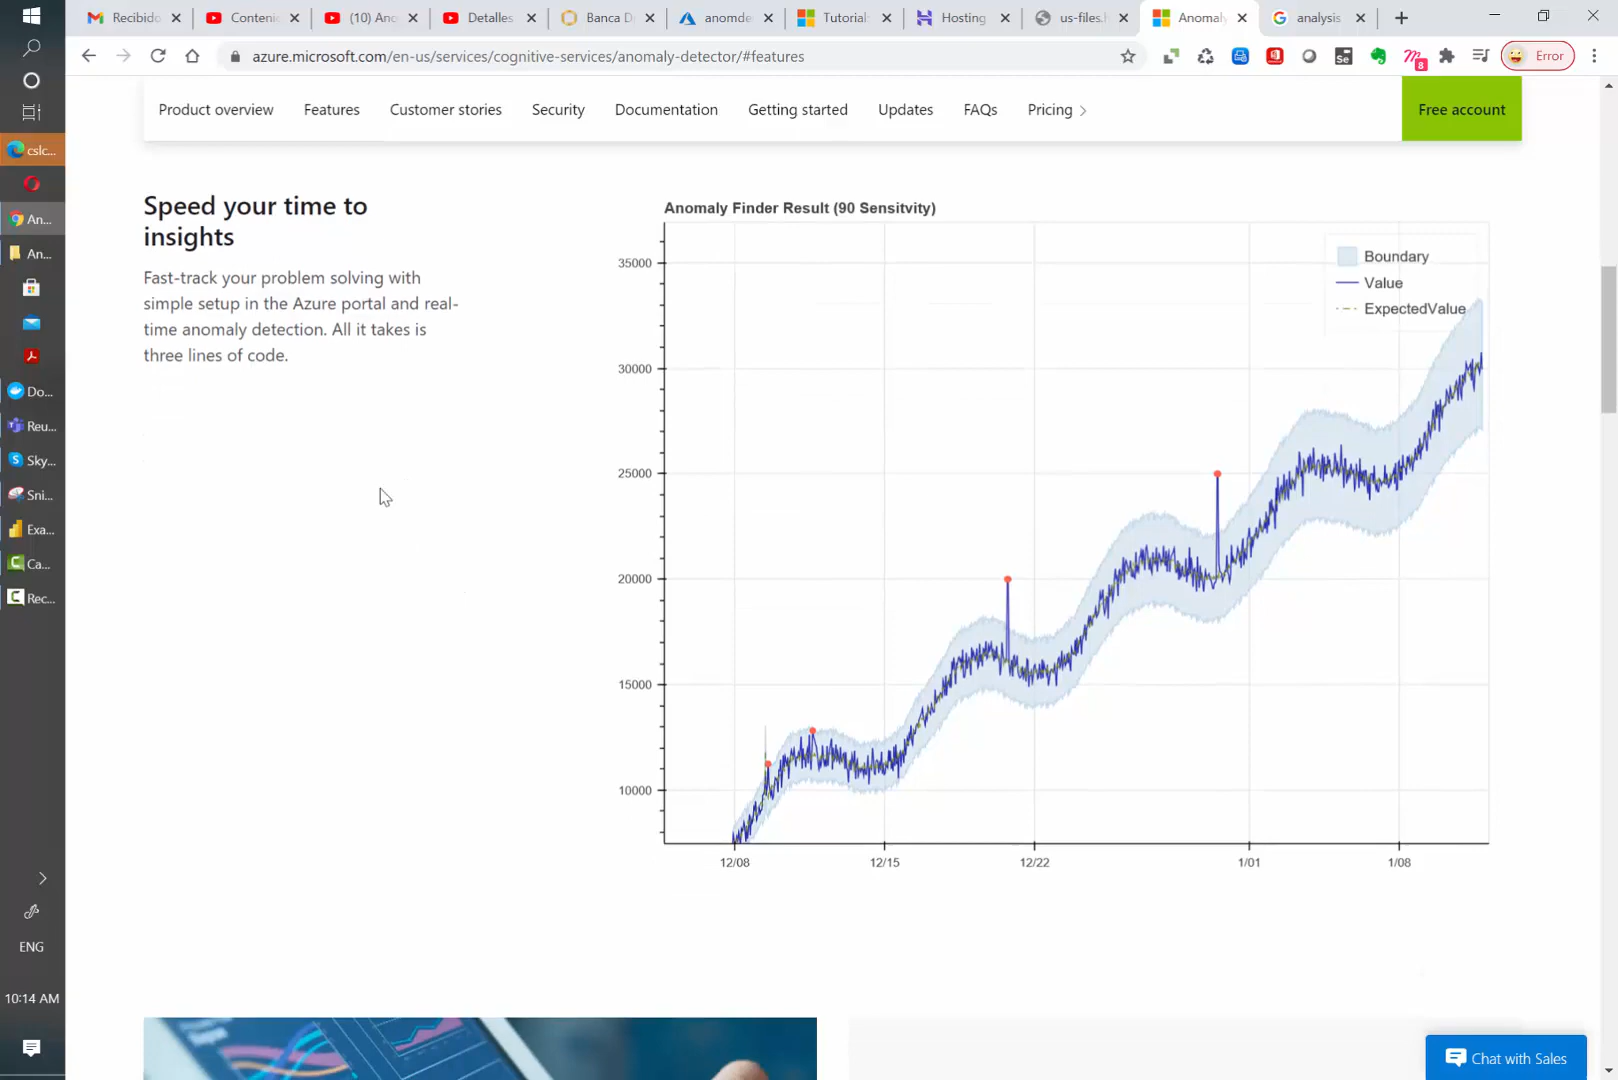 Recibido
Conteni
(10) Ano
Detalles
Banca D
anomde
Tutorial:
Hosting
us-files.h
Anomaly
analysis
azure.microsoft.com/en-us/services/cognitive-services/anomaly-detector/#features
Error
8
Product overview
Features
Customer stories
Security
Documentation
Getting started
Updates
FAQs
Pricing
Free account
cslc...
An...
An...
Do...
Reu...
Sky...
Sni...
Exa...
Ca...
Rec...
ENG
10:14 AM
Speed your time to
insights
Fast-track your problem solving with
simple setup in the Azure portal and real-
time anomaly detection. All it takes is
three lines of code.
Anomaly Finder Result (90 Sensitvity)
Boundary
Value
ExpectedValue
35000
30000
25000
20000
15000
10000
12/08
12/15
12/22
1/01
1/08
Chat with Sales